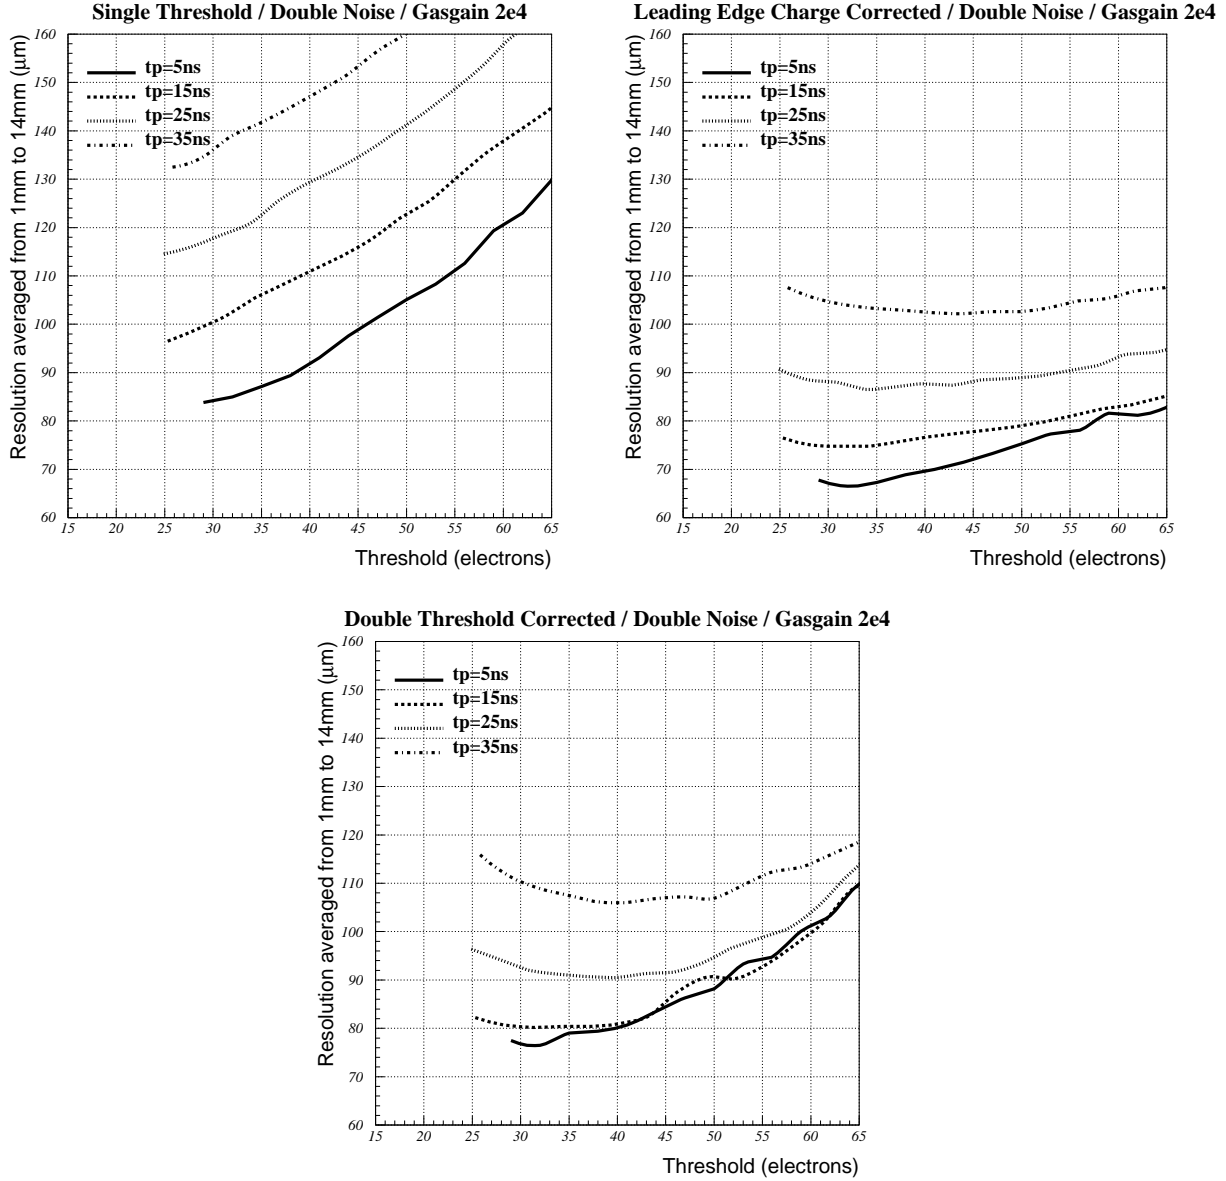 Single Threshold / Double Noise / Gasgain 2e4
Resolution averaged from 1mm to 14mm (μm)
160
150
140
130
120
110
100
90
80
70
60
tp=5ns
tp=15ns
tp=25ns
tp=35ns
15 20 25 30 35 40 45 50 55 60 65
Threshold (electrons)
Leading Edge Charge Corrected / Double Noise / Gasgain 2e4
Resolution averaged from 1mm to 14mm (μm)
160
150
140
130
120
110
100
90
80
70
60
tp=5ns
tp=15ns
tp=25ns
tp=35ns
15 20 25 30 35 40 45 50 55 60 65
Threshold (electrons)
Double Threshold Corrected / Double Noise / Gasgain 2e4
Resolution averaged from 1mm to 14mm (μm)
160
150
140
130
120
110
100
90
80
70
60
tp=5ns
tp=15ns
tp=25ns
tp=35ns
15 20 25 30 35 40 45 50 55 60 65
Threshold (electrons)